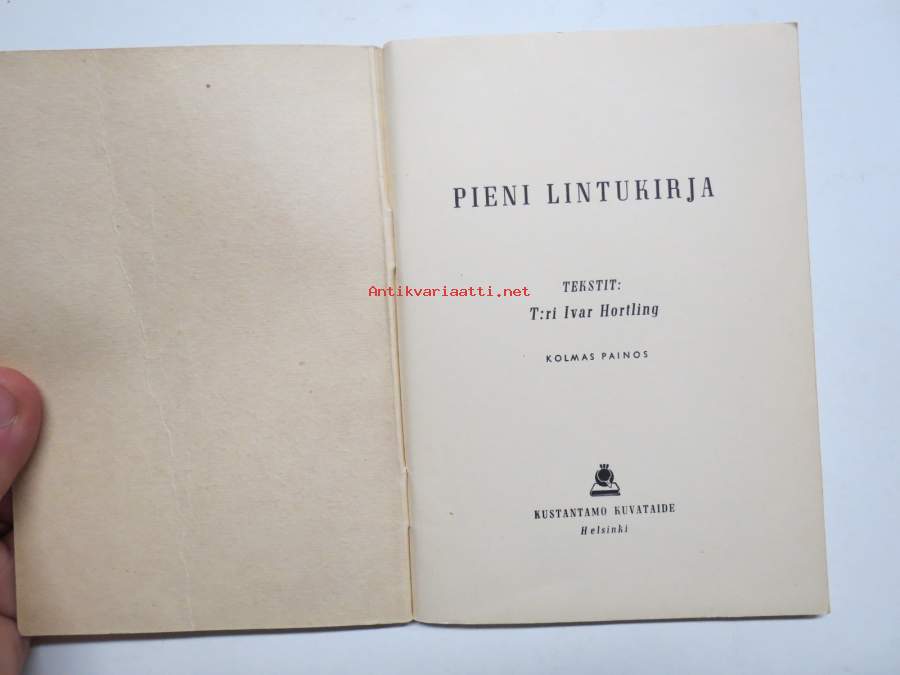 PIENI LINTUKIRJA
TEKSTIT:
Antikvariaatti.net
T:ri Ivar Hortling
KOLMAS PAINOS
KUSTANTAMO KUVATAIDE
Helsinki